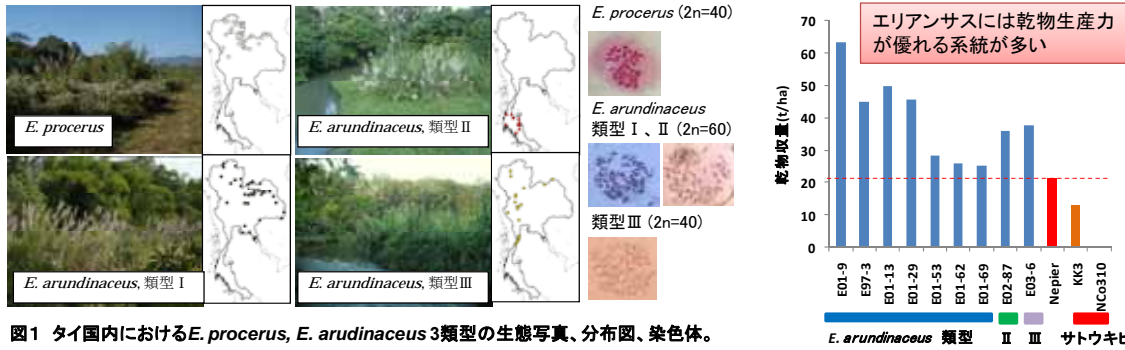 E. procerus
E. arundinaceus, 類型Ⅱ
E. arundinaceus, 類型Ⅰ
E. arundinaceus, 類型Ⅲ
E. procerus (2n=40)
E. arundinaceus
類型Ⅰ、Ⅱ (2n=60)
類型Ⅲ (2n=40)
図1 タイ国内におけるE. procerus, E. arudinaceus 3類型の生態写真、分布図、染色体。
エリアンサスには乾物生産力
が優れる系統が多い
乾物収量(t/ha)
70
60
50
40
30
20
10
0
E01-9
E97-3
E01-13
E01-29
E01-53
E01-62
E01-69
E02-87
E03-6
Nepier
KK3
NCo310
E. arundinaceus 類型 Ⅱ Ⅲ サトウキビ